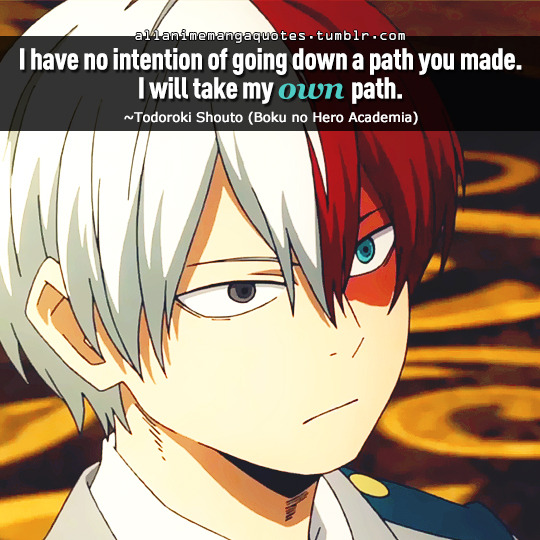 allanimemangaquotes.tumblr.com
I have no intention of going down a path you made.
I will take my own path.
~Todoroki Shouto (Boku no Hero Academia)